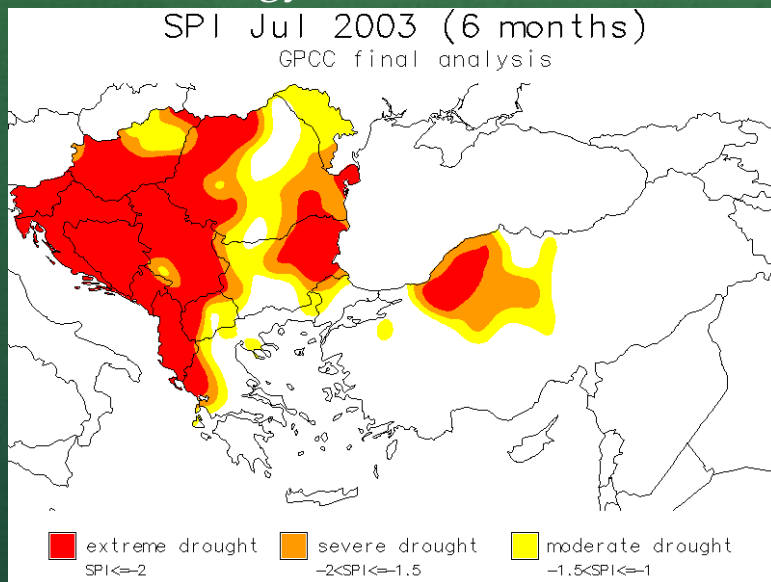 SPI Jul 2003 (6 months)
GPCC final analysis
extreme drought severe drought moderate drought
SPI<=-2 -2<SPI<=-1.5 -1.5<SPI<=-1